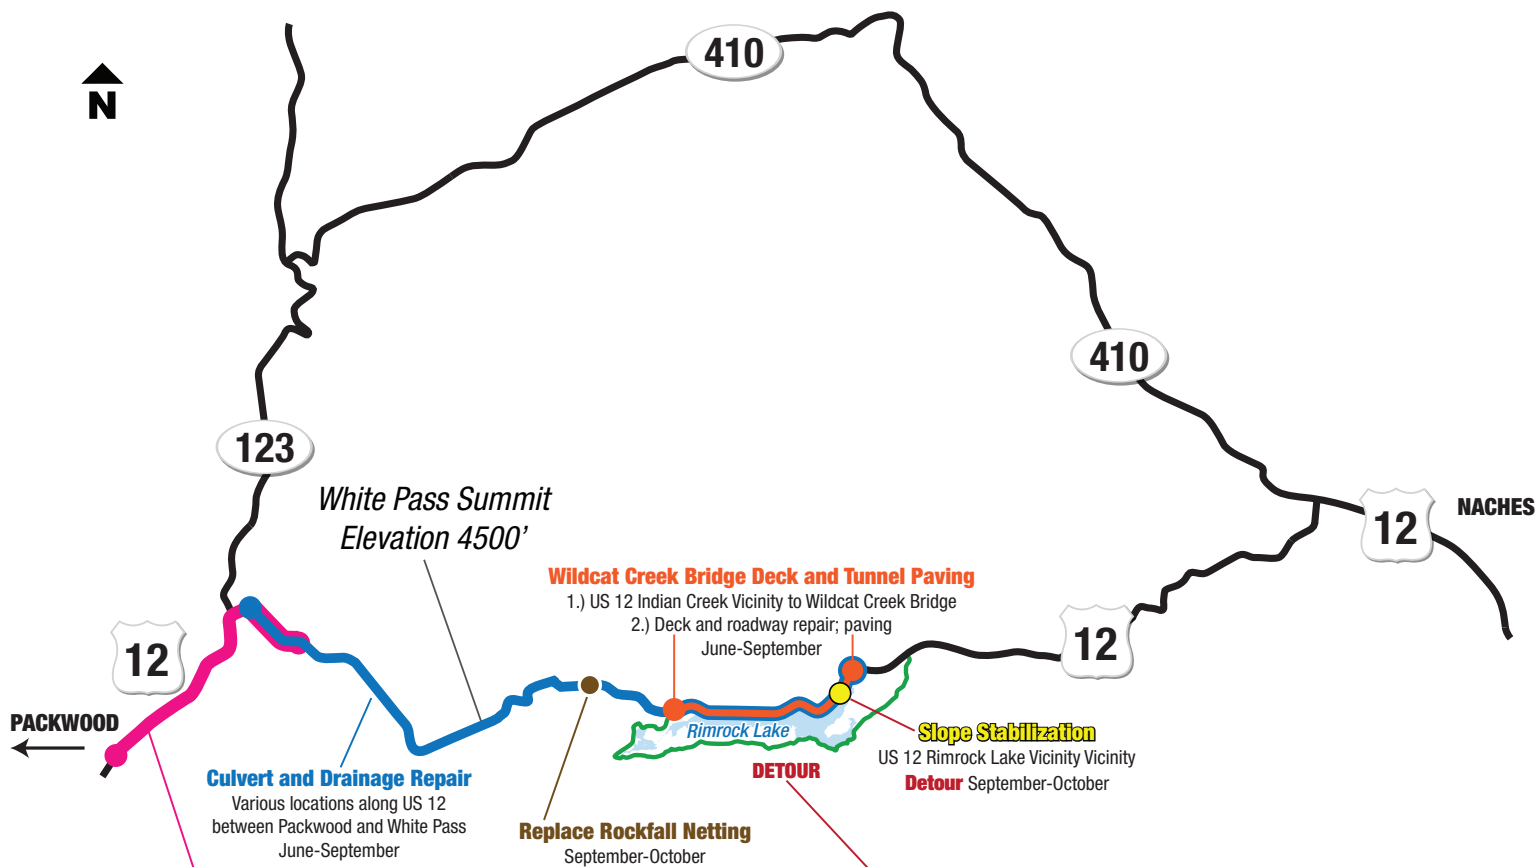 410
N
410
123
White Pass Summit
Elevation 4500’
12
NACHES
Wildcat Creek Bridge Deck and Tunnel Paving
1.) US 12 Indian Creek Vicinity to Wildcat Creek Bridge
2.) Deck and roadway repair; paving
June-September
12
12
PACKWOOD
Rimrock Lake
Slope Stabilization
US 12 Rimrock Lake Vicinity Vicinity
Detour September-October
DETOUR
Culvert and Drainage Repair
Various locations along US 12
between Packwood and White Pass
June-September
Replace Rockfall Netting
September-October